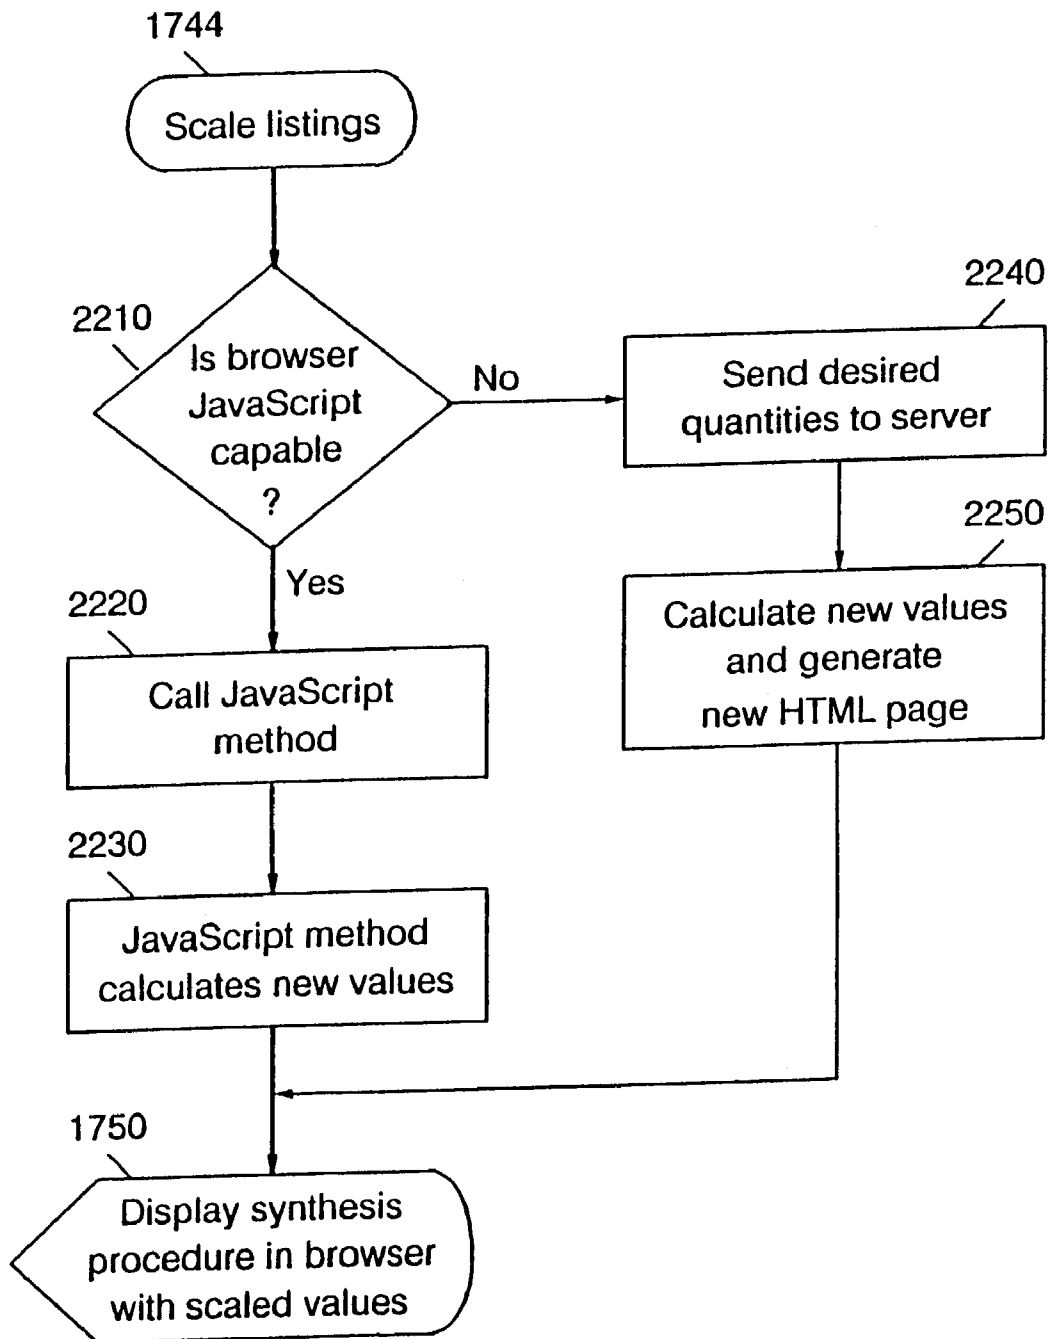 1744
Scale listings
2210
Is browser
JavaScript
capable
?
No
2240
Send desired
quantities to server
2250
Calculate new values
and generate
new HTML page
Yes
2220
Call JavaScript
method
2230
JavaScript method
calculates new values
1750
Display synthesis
procedure in browser
with scaled values